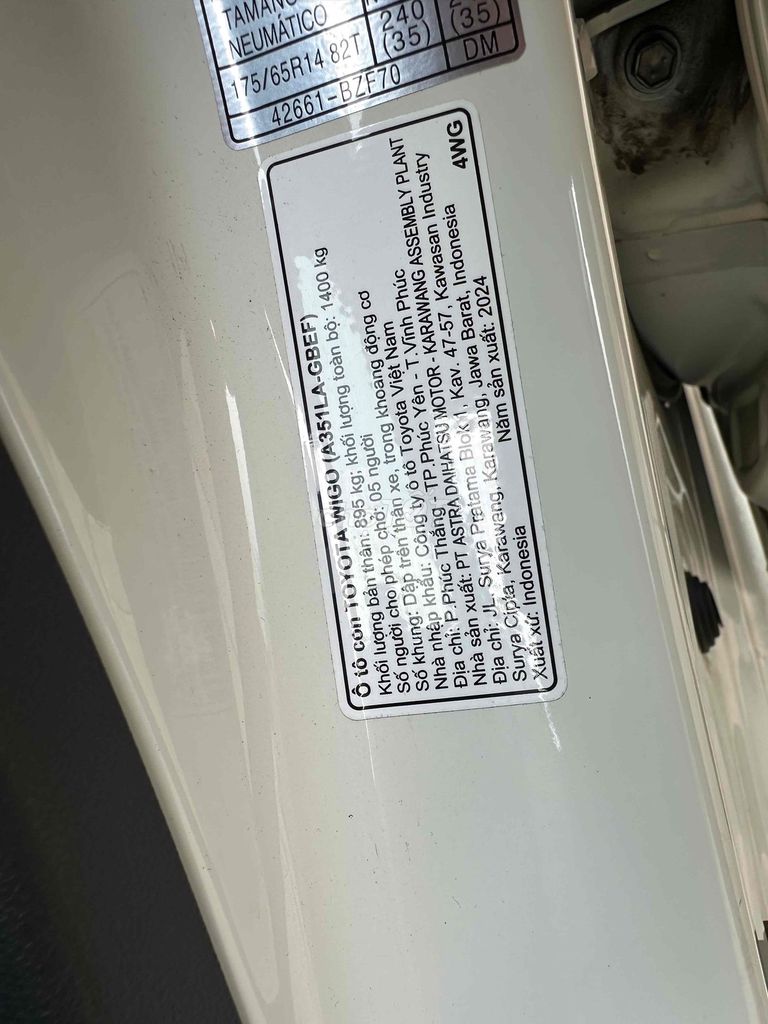 TAMAÑO
NEUMÁTICO
240
(35)
(35)
175/65R14 82T
DM
42661-BZF70
Ô tô con TOYOTA WIGO (A351LA-GBEF)
Khối lượng bản thân: 895 kg; khối lượng toàn bộ: 1400 kg
Số người cho phép chở: 05 người
Số khung: Dập trên thân xe, trong khoang động cơ
Nhà nhập khẩu: Công ty ô tô Toyota Việt Nam
Địa chỉ: P. Phúc Thắng - TP. Phúc Yên - T. Vĩnh Phúc
Nhà sản xuất: PT ASTRA DAIHATSU MOTOR - KARAWANG ASSEMBLY PLANT
Địa chỉ: JL. Surya Pratama Blok 1, Kav. 47-57, Kawasan Industry
Surya Cipta, Karawang, Karawang, Jawa Barat, Indonesia
Xuất xứ: Indonesia Năm sản xuất: 2024 4WG